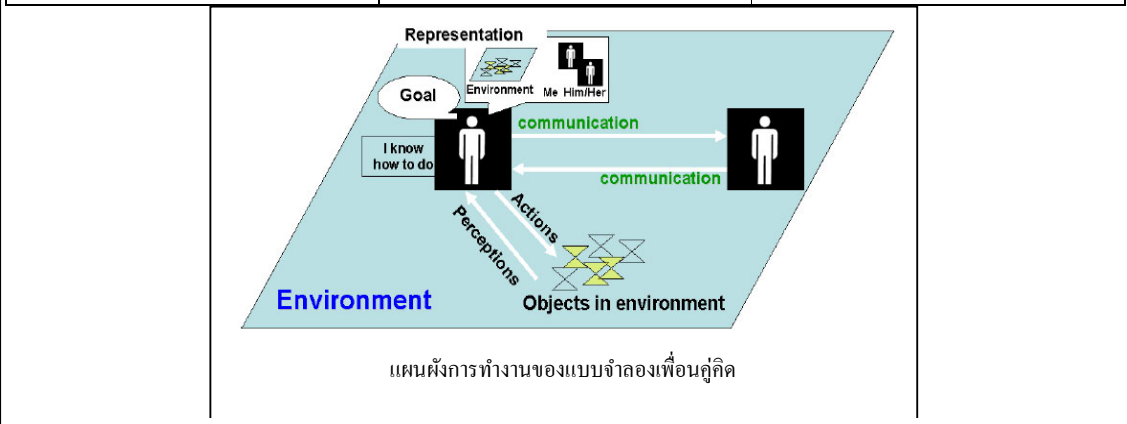 Representation
Environment
Me Him/Her
Goal
communication
I know
how to do
communication
Actions
Perceptions
Environment
Objects in environment
แผนผังการทำงานของแบบจำลองเพื่อนคู่คิด